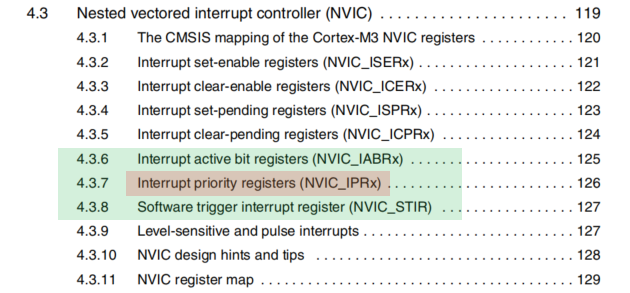 4.3 Nested vectored interrupt controller (NVIC) . . . . . . . . . . . . . . . . . . . . . . . . 119
4.3.1 The CMSIS mapping of the Cortex-M3 NVIC registers . . . . . . . . . . . . 120
4.3.2 Interrupt set-enable registers (NVIC_ISERx) . . . . . . . . . . . . . . . . . . . . 121
4.3.3 Interrupt clear-enable registers (NVIC_ICERx) . . . . . . . . . . . . . . . . . . 122
4.3.4 Interrupt set-pending registers (NVIC_ISPRx) . . . . . . . . . . . . . . . . . . . 123
4.3.5 Interrupt clear-pending registers (NVIC_ICPRx) . . . . . . . . . . . . . . . . . 124
4.3.6 Interrupt active bit registers (NVIC_IABRx) . . . . . . . . . . . . . . . . . . . . . 125
4.3.7 Interrupt priority registers (NVIC_IPRx) . . . . . . . . . . . . . . . . . . . . . . . . 126
4.3.8 Software trigger interrupt register (NVIC_STIR) . . . . . . . . . . . . . . . . . 127
4.3.9 Level-sensitive and pulse interrupts . . . . . . . . . . . . . . . . . . . . . . . . . . . 127
4.3.10 NVIC design hints and tips . . . . . . . . . . . . . . . . . . . . . . . . . . . . . . . . 128
4.3.11 NVIC register map . . . . . . . . . . . . . . . . . . . . . . . . . . . . . . . . . . . . . . . 129